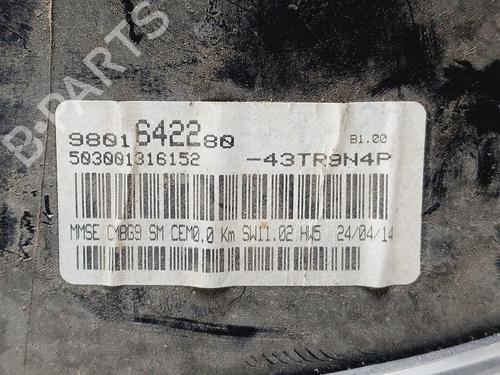 B-PARTS
9801642280 B1.00
503001316152 -43TR9N4P
MMSE CMBG9 SM CEM0.0 Km SW11.02 HW5 24/04/14